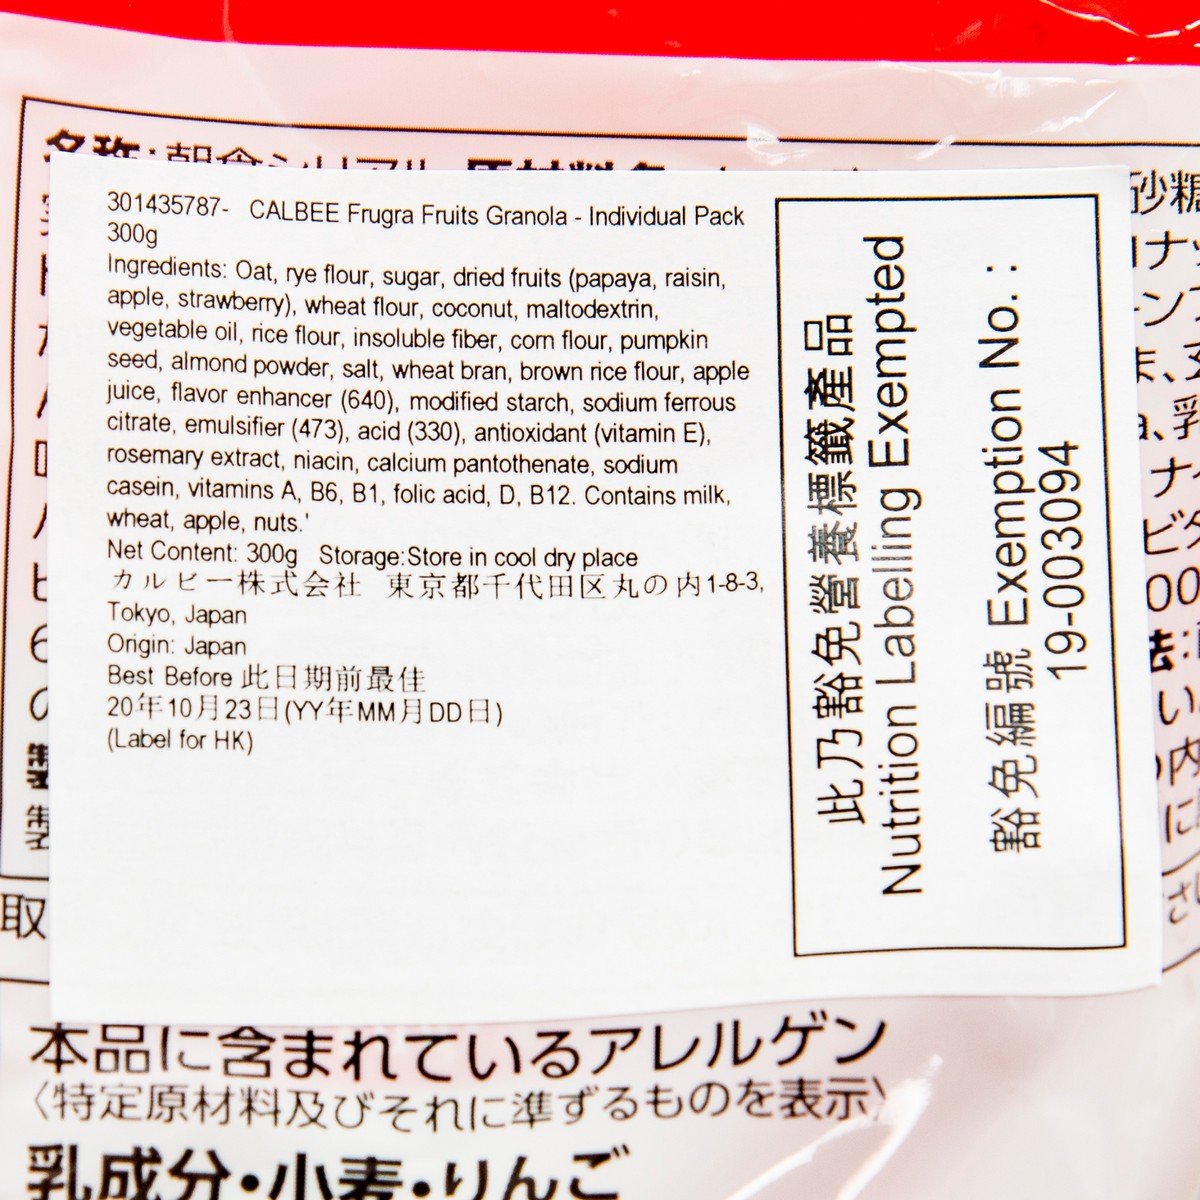 名称:朝食シリアル
301435787- CALBEE Frugra Fruits Granola - Individual Pack
300g
Ingredients: Oat, rye flour, sugar, dried fruits (papaya, raisin,
apple, strawberry), wheat flour, coconut, maltodextrin,
vegetable oil, rice flour, insoluble fiber, corn flour, pumpkin
seed, almond powder, salt, wheat bran, brown rice flour, apple
juice, flavor enhancer (640), modified starch, sodium ferrous
citrate, emulsifier (473), acid (330), antioxidant (vitamin E),
rosemary extract, niacin, calcium pantothenate, sodium
casein, vitamins A, B6, B1, folic acid, D, B12. Contains milk,
wheat, apple, nuts.'
Net Content: 300g Storage:Store in cool dry place
カルビー株式会社 東京都千代田区丸の内1-8-3,
Tokyo, Japan
Origin: Japan
Best Before 此日期前最佳
20年10月23日(YY年MM月DD日)
(Label for HK)
此乃豁免營養標籤產品
Nutrition Labelling Exempted
豁免編號 Exemption No. :
19-003094
砂糖
取
本品に含まれているアレルゲン
〈特定原材料及びそれに準ずるものを表示〉
乳成分・小麦・りんご